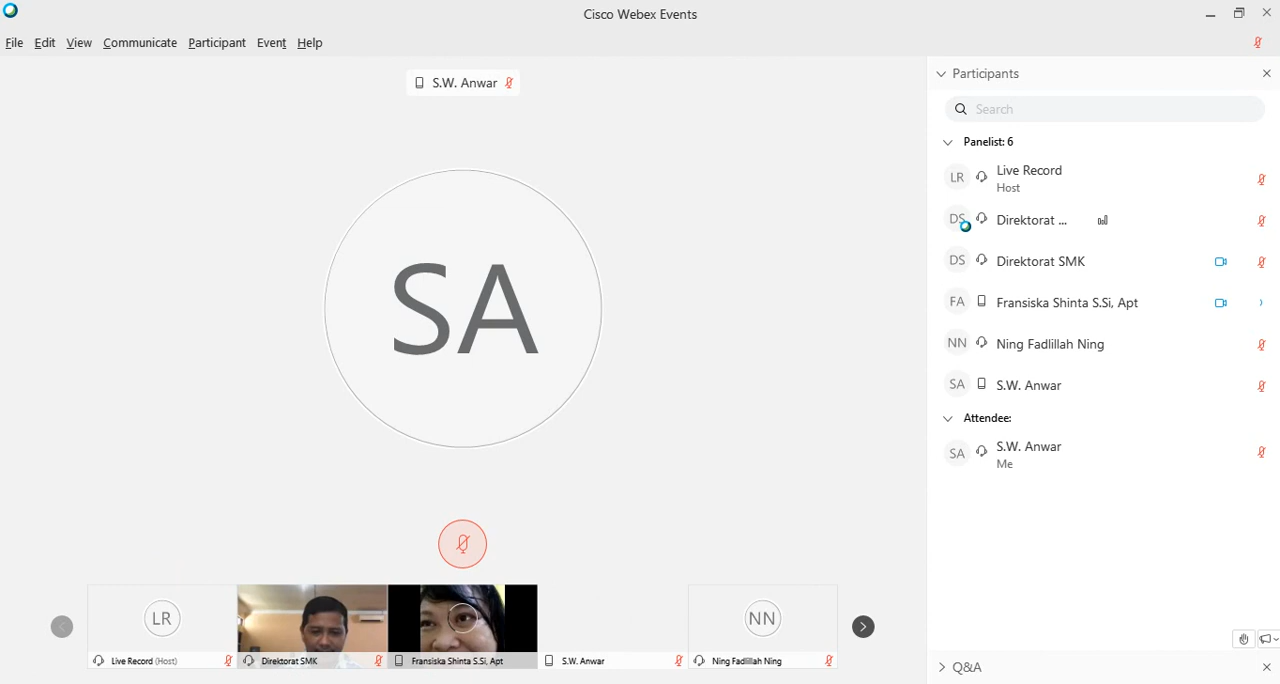 Cisco Webex Events
File Edit View Communicate Participant Event Help
S.W. Anwar
SA
Participants
Search
Panelist: 6
LR Live Record
Host
DS Direktorat ...
DS Direktorat SMK
FA Fransiska Shinta S.Si, Apt
NN Ning Fadlillah Ning
SA S.W. Anwar
Attendee:
SA S.W. Anwar
Me
LR
NN
Live Record (Host)
Direktorat SMK
Fransiska Shinta S.Si, Apt
S.W. Anwar
Ning Fadlillah Ning
Q&A